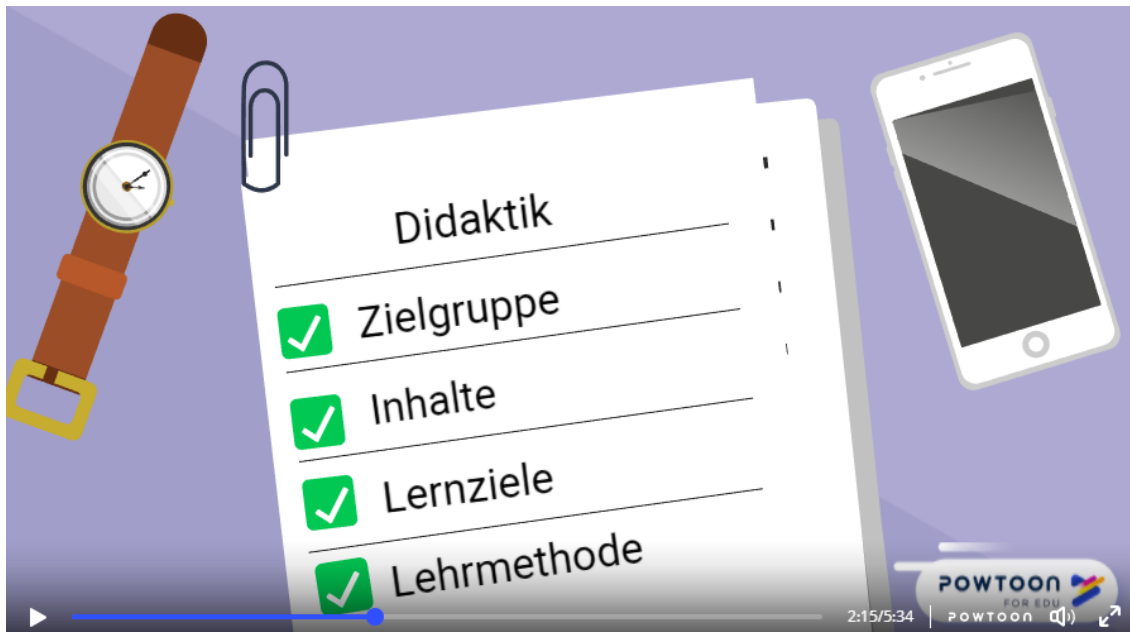 Didaktik
Zielgruppe
Inhalte
Lernziele
Lehrmethode
POWTOON
FOR EDU
2:15/5:34
POWTOON